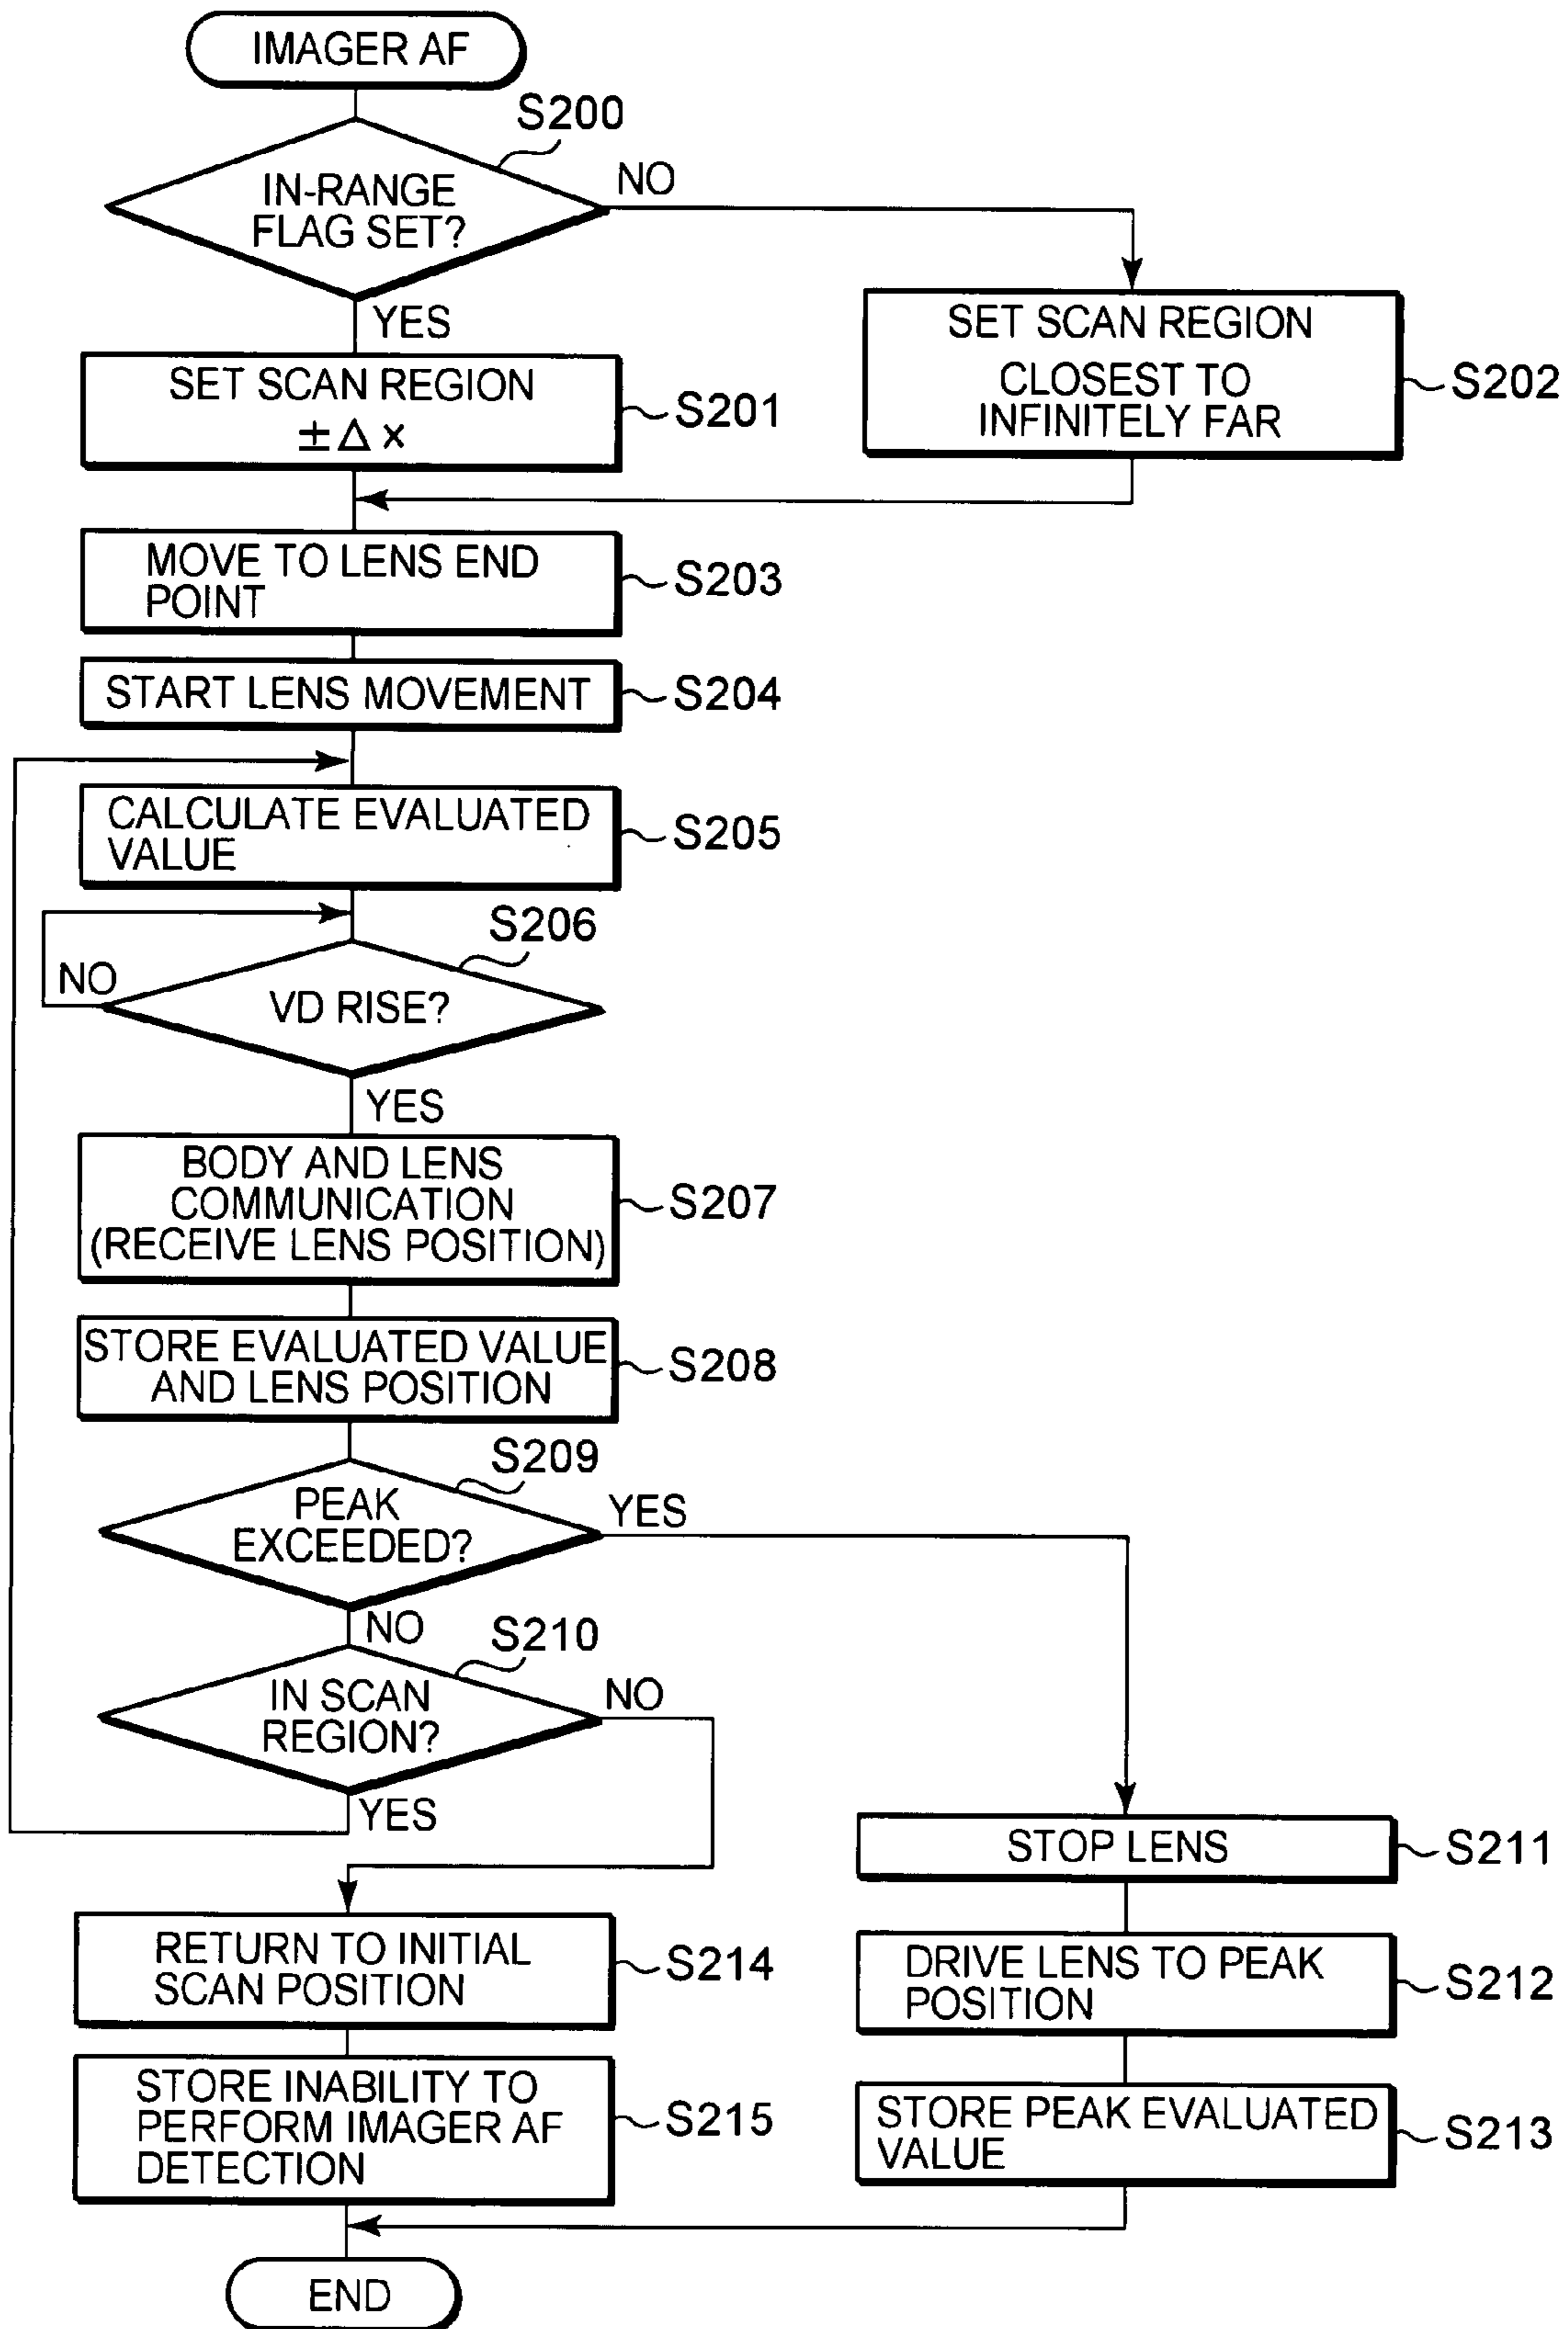 IMAGER AF
S200
IN-RANGE
FLAG SET?
NO
YES
SET SCAN REGION
± Δ x
S201
SET SCAN REGION
CLOSEST TO
INFINITELY FAR
S202
MOVE TO LENS END
POINT
S203
START LENS MOVEMENT
S204
CALCULATE EVALUATED
VALUE
S205
S206
NO
VD RISE?
YES
BODY AND LENS
COMMUNICATION
(RECEIVE LENS POSITION)
S207
STORE EVALUATED VALUE
AND LENS POSITION
S208
S209
PEAK
EXCEEDED?
YES
NO
S210
IN SCAN
REGION?
NO
YES
STOP LENS
S211
RETURN TO INITIAL
SCAN POSITION
S214
DRIVE LENS TO PEAK
POSITION
S212
STORE INABILITY TO
PERFORM IMAGER AF
DETECTION
S215
STORE PEAK EVALUATED
VALUE
S213
END